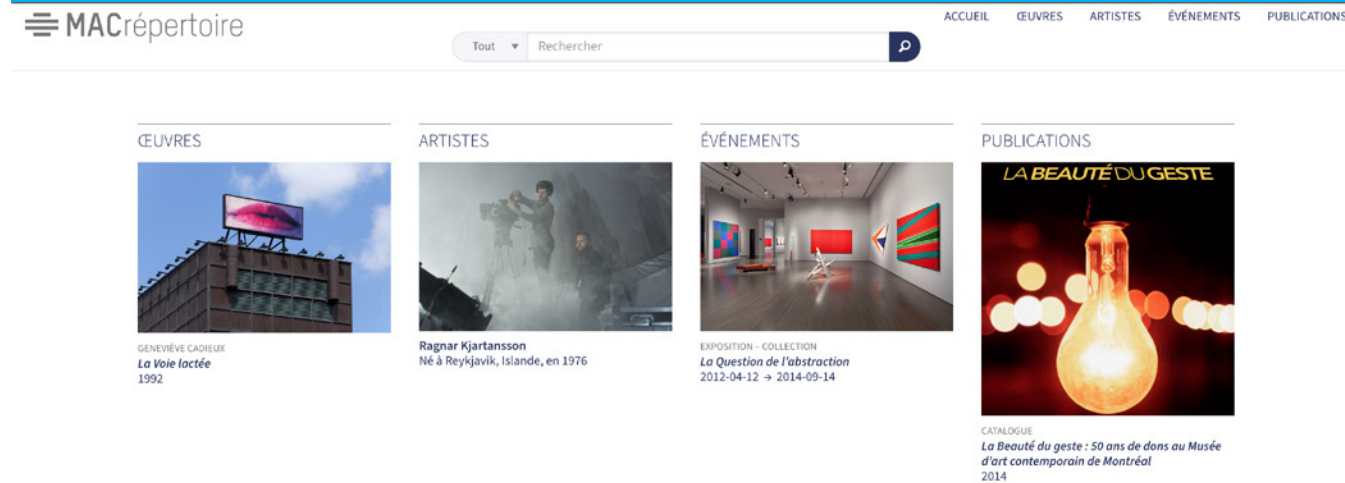 MACrépertoire
ACCUEIL ŒUVRES ARTISTES ÉVÉNEMENTS PUBLICATIONS
Tout Rechercher
ŒUVRES
GENEVIÈVE CADIEUX
La Voie lactée
1992
ARTISTES
Ragnar Kjartansson
Né à Reykjavik, Islande, en 1976
ÉVÉNEMENTS
EXPOSITION – COLLECTION
La Question de l'abstraction
2012-04-12 → 2014-09-14
PUBLICATIONS
LA BEAUTÉ DU GESTE
CATALOGUE
La Beauté du geste : 50 ans de dons au Musée
d'art contemporain de Montréal
2014